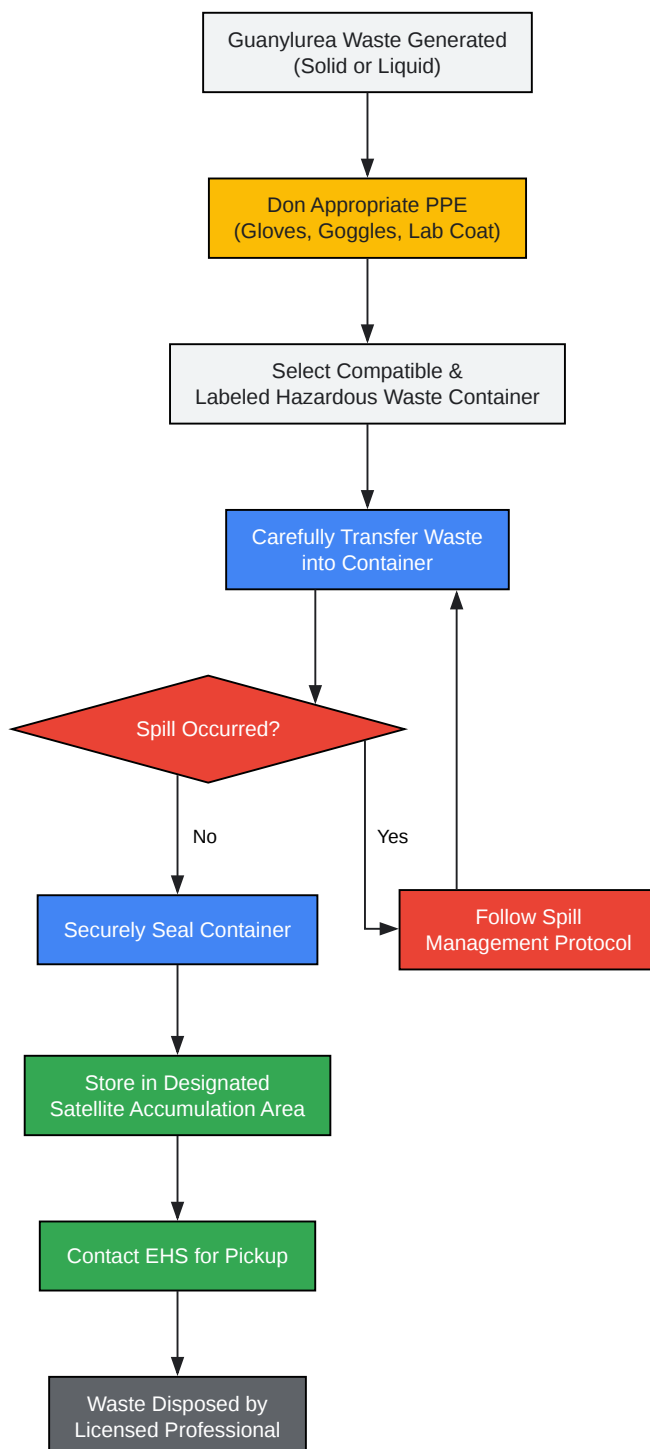 Guanylurea Waste Generated
(Solid or Liquid)
Don Appropriate PPE
(Gloves, Goggles, Lab Coat)
Select Compatible &
Labeled Hazardous Waste Container
Carefully Transfer Waste
into Container
Spill Occurred?
No
Yes
Securely Seal Container
Follow Spill
Management Protocol
Store in Designated
Satellite Accumulation Area
Contact EHS for Pickup
Waste Disposed by
Licensed Professional